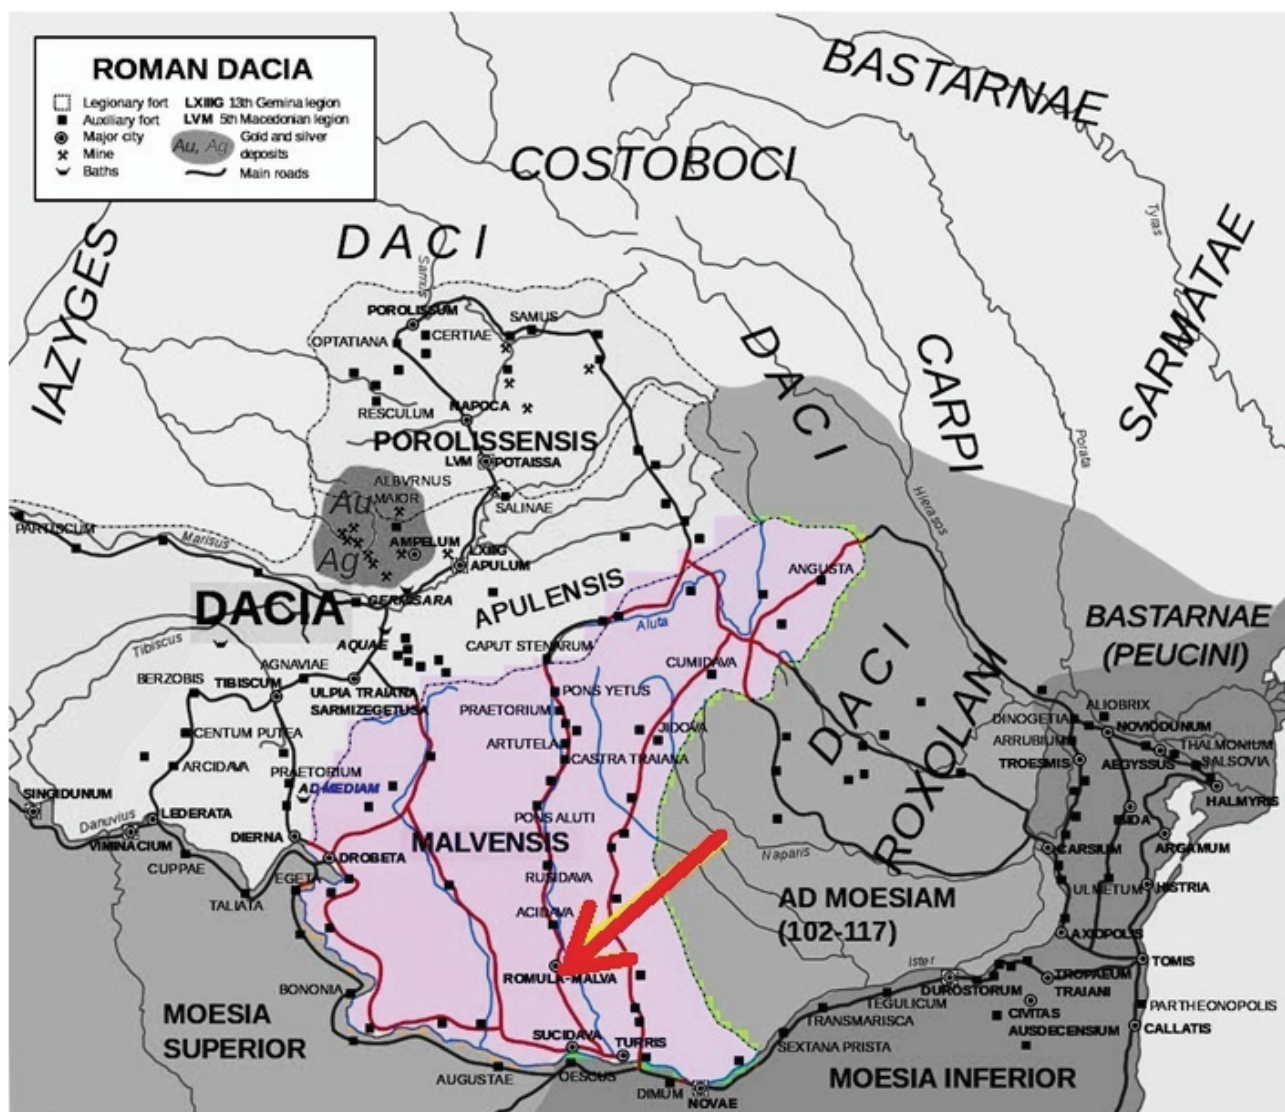 ROMAN DACIA
Legionary fort LXIIIG 13th Gemina legion
Auxiliary fort LVM 5th Macedonian legion
Major city Au, Ag Gold and silver
Mine deposits
Baths Main roads
BASTARNAE
COSTOBOCI
DACI
IAZYGES
SARMATAE
Tyras
Samus
POROLISSUM
SAMUS
CERTIAE
OPTATIANA
DACI
CARPI
RESCULUM
NAPOCA
POROLISSENSIS
Porata
LVM POTAISSA
ALBVRNUS
MAIOR
Au
SALINAE
Hierasos
PARTISCUM
Marisus
AMPELUM
Ag
LXIIIG
APULUM
ANGUSTA
DACIA
GERMISARA
APULENSIS
Aluta
BASTARNAE
(PEUCINI)
Tibiscus
AQUAE
CAPUT STENARUM
AGNAVIAE
CUMIDAVA
DACI
BERZOBIS
TIBISCUM
ULPIA TRAIANA
SARMIZEGETUSA
PONS VETUS
ROXOLANI
ALIOBRIX
PRAETORIUM
DINOGETIA
NOVIODUNUM
CENTUM PUTEA
JIDOVA
ARRUBIUM
THALMONIUM
ARTUTELA
CASTRA TRAIANA
TROESMIS
AEGYSSUS
SALSOVIA
ARCIDAVA
PRAETORIUM
AD MEDIAM
HALMYRIS
SINGIDUNUM
LEDERATA
PONS ALUTI
Danuvius
DIERNA
MALVENSIS
VIMINACIUM
DROBETA
Naparis
CARSIUM
ARGAMUM
CUPPAE
EGETA
RUSIDAVA
ULMETUM
HISTRIA
TALIATA
ACIDAVA
AD MOESIAM
(102-117)
AXIOPOLIS
Ister
TOMIS
ROMULA-MALVA
BONONIA
DUROSTORUM
TROPAEUM
TRAIANI
TEGULICUM
PARTHEONOPOLIS
MOESIA
SUPERIOR
TRANSMARISCA
CIVITAS
AUSDECENSIUM
CALLATIS
SUCIDAVA
TURRIS
SEXTANA PRISTA
AUGUSTAE
OESCUS
DIMUM
NOVAE
MOESIA INFERIOR